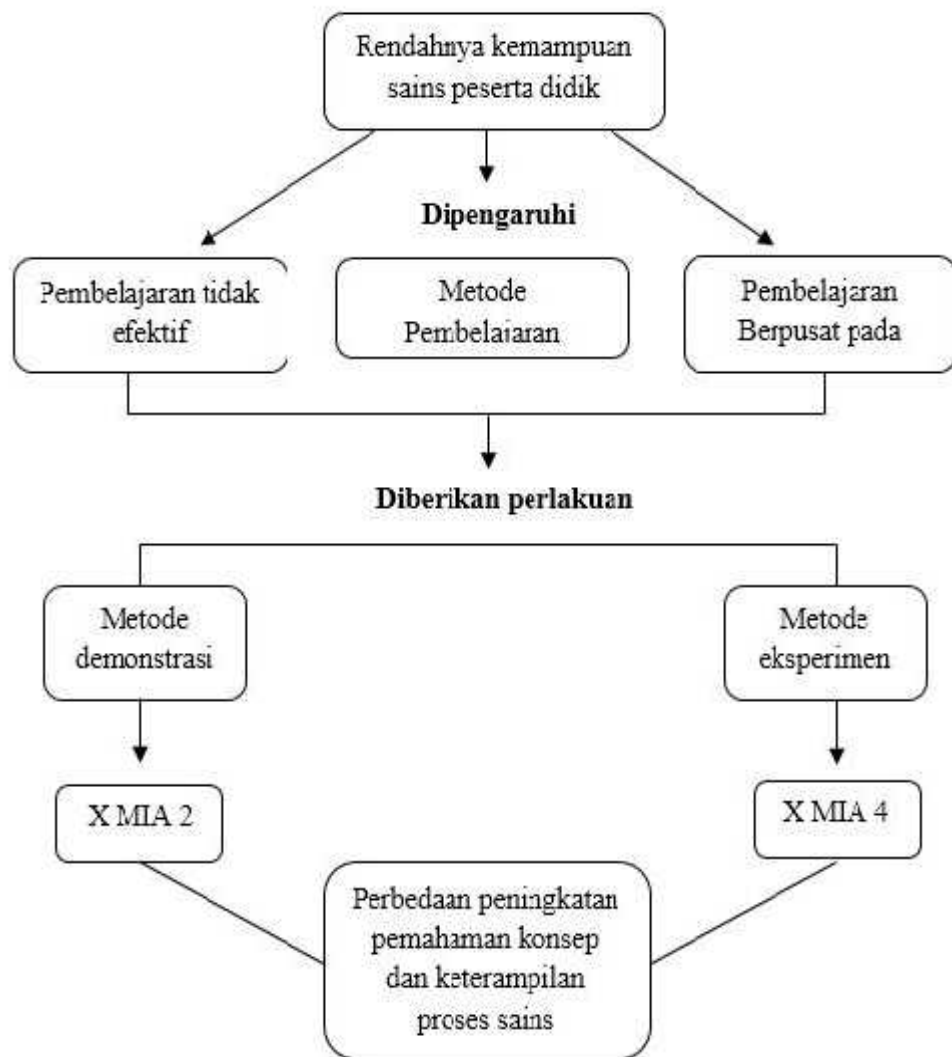 Rendahnya kemampuan
sains peserta didik
Dipengaruhi
Pembelajaran tidak
efektif
Metode
Pembelajaran
Pembelajaran
Berpusat pada
Diberikan perlakuan
Metode
demonstrasi
Metode
eksperimen
X MIA 2
X MIA 4
Perbedaan peningkatan
pemahaman konsep
dan keterampilan
proses sains